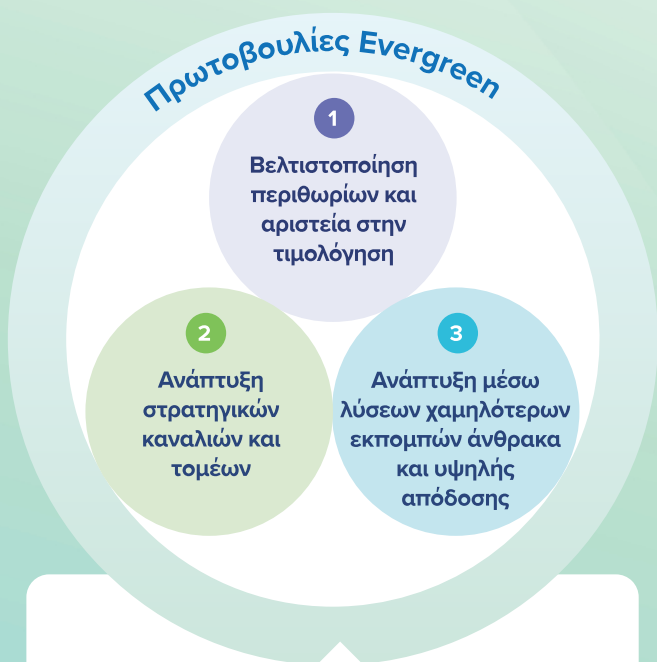 Πρωτοβουλίες Evergreen
1
Βελτιστοποίηση
περιθωρίων και
αριστεία στην
τιμολόγηση
2
Ανάπτυξη
στρατηγικών
καναλιών και
τομέων
3
Ανάπτυξη μέσω
λύσεων χαμηλότερων
εκπομπών άνθρακα
και υψηλής
απόδοσης